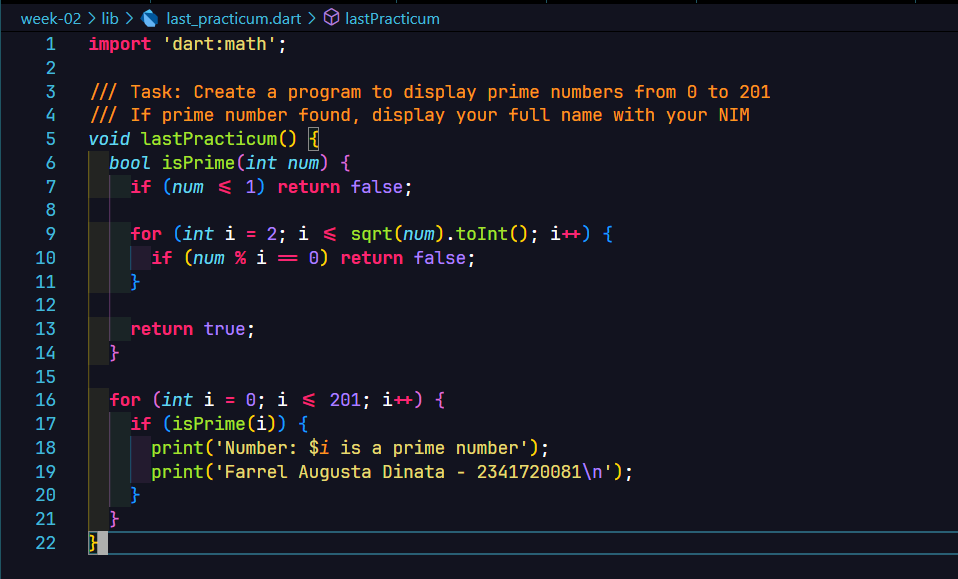 week-02 > lib > last_practicum.dart > lastPracticum
1 import 'dart:math';
2
3 /// Task: Create a program to display prime numbers from 0 to 201
4 /// If prime number found, display your full name with your NIM
5 void lastPracticum() {
6   bool isPrime(int num) {
7     if (num <= 1) return false;
8
9     for (int i = 2; i <= sqrt(num).toInt(); i++) {
10       if (num % i == 0) return false;
11     }
12
13     return true;
14   }
15
16   for (int i = 0; i <= 201; i++) {
17     if (isPrime(i)) {
18       print('Number: $i is a prime number');
19       print('Farrel Augusta Dinata - 2341720081\n');
20     }
21   }
22 }